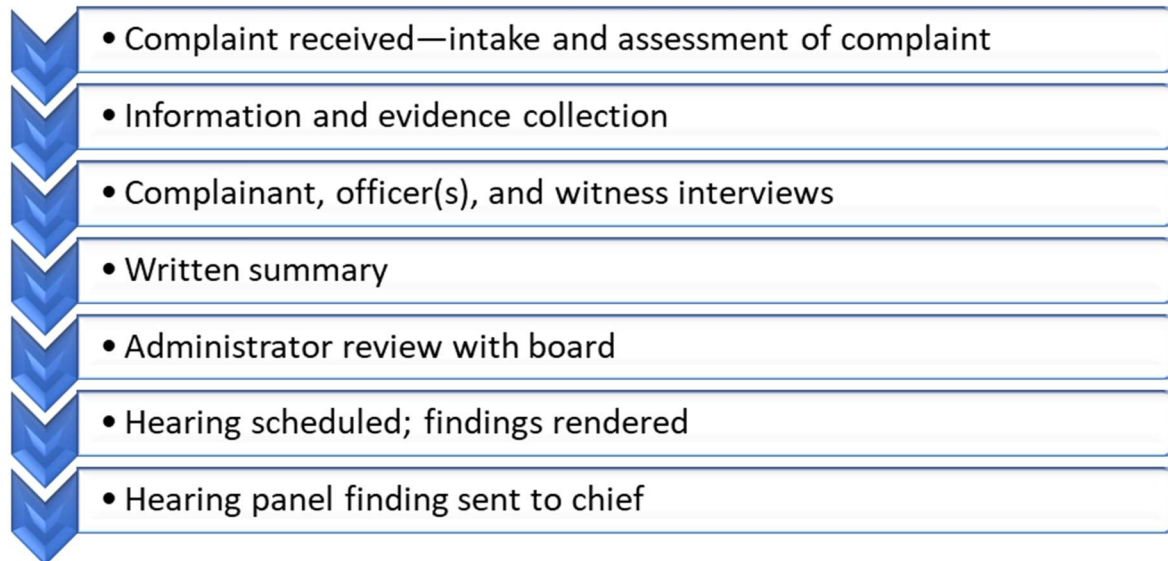 • Complaint received—intake and assessment of complaint
• Information and evidence collection
• Complainant, officer(s), and witness interviews
• Written summary
• Administrator review with board
• Hearing scheduled; findings rendered
• Hearing panel finding sent to chief